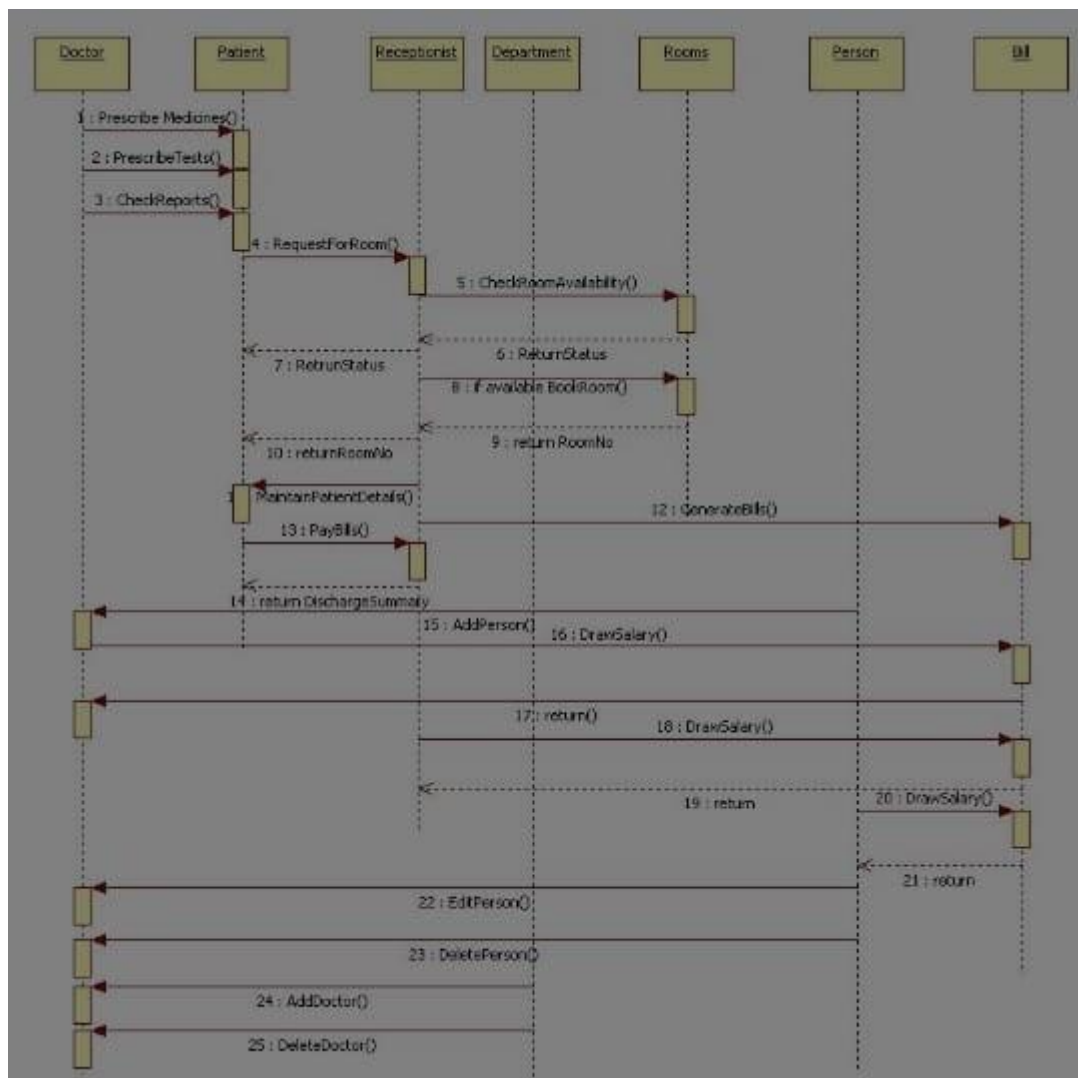 Doctor Patient Receptionist Department Rooms Person Bill
1 : Prescribe Medicines()
2 : PrescribeTests()
3 : CheckReports()
4 : RequestForRoom()
5 : CheckRoomAvailability()
6 : ReturnStatus
7 : RetrunStatus
8 : if available BookRoom()
9 : return RoomNo
10 : returnRoomNo
MaintainPatientDetails()
12 : GenerateBills()
13 : PayBills()
14 : return DischargeSummary
15 : AddPerson()
16 : DrawSalary()
17 : return()
18 : DrawSalary()
19 : return
20 : DrawSalary()
21 : return
22 : EditPerson()
23 : DeletePerson()
24 : AddDoctor()
25 : DeleteDoctor()